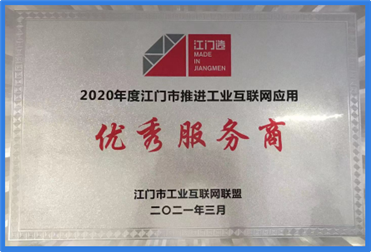 江门造
MADE
IN
JIANGMEN
2020年度江门市推进工业互联网应用
优秀服务商
江门市工业互联网联盟
二〇二一年三月